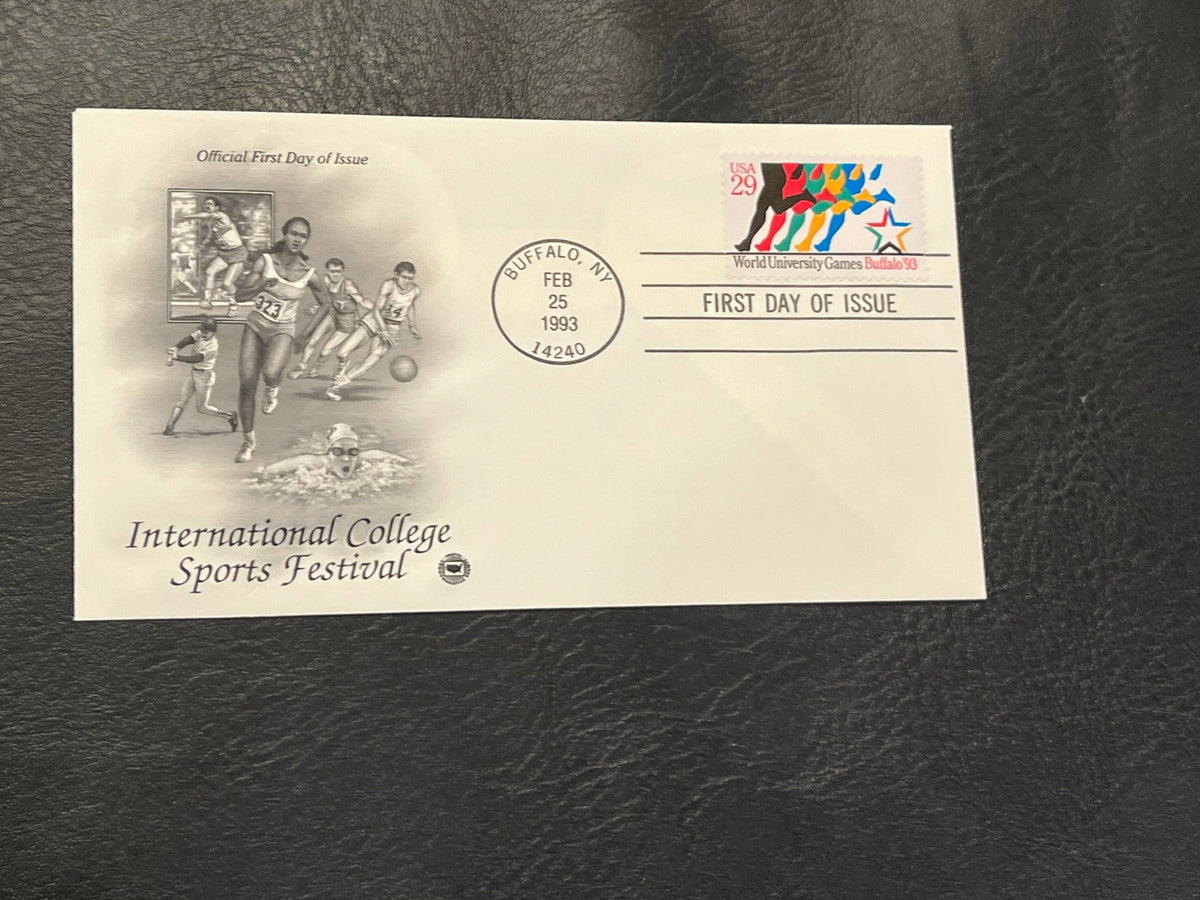 Official First Day of Issue
323
14
International College
Sports Festival
BUFFALO, NY
FEB
25
1993
14240
USA
29
World University Games Buffalo '93
FIRST DAY OF ISSUE